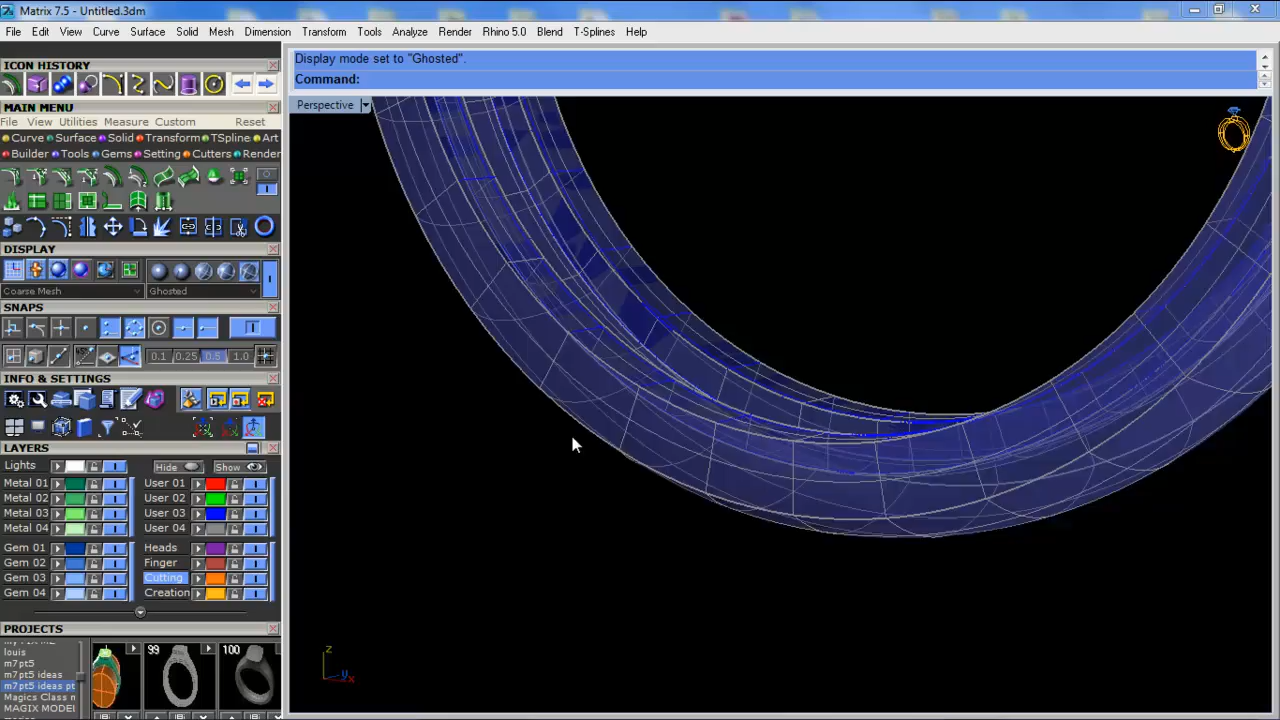 Matrix 7.5 - Untitled.3dm
File Edit View Curve Surface Solid Mesh Dimension Transform Tools Analyze Render Rhino 5.0 Blend T-Splines Help
ICON HISTORY
Display mode set to "Ghosted".
Command:
MAIN MENU
Perspective
File View Utilities Measure Custom Reset
Curve Surface Solid Transform TSpline Art
Builder Tools Gems Setting Cutters Render
DISPLAY
Coarse Mesh Ghosted
SNAPS
0.1 0.25 0.5 1.0
INFO & SETTINGS
LAYERS
Lights Hide Show
Metal 01 User 01
Metal 02 User 02
Metal 03 User 03
Metal 04 User 04
Gem 01 Heads
Gem 02 Finger
Gem 03 Cutting
Gem 04 Creation
PROJECTS
louis
m7pt5
m7pt5 ideas
m7pt5 ideas pt
Magics Class n
MAGIX MODEL
99 100
z
y
x